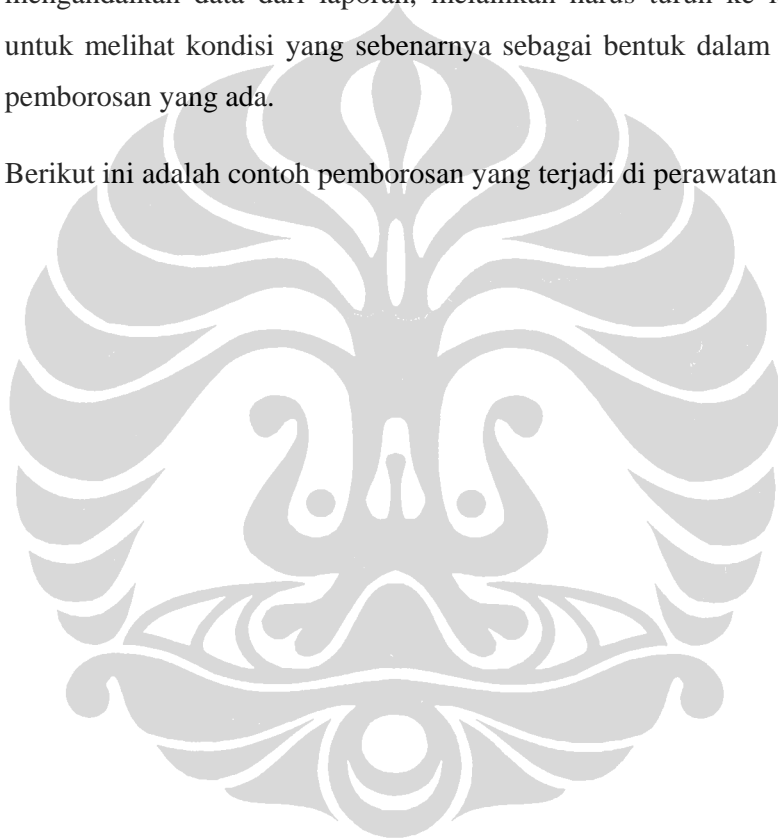 mengandalkan data dari laporan, melainkan harus turun ke
untuk melihat kondisi yang sebenarnya sebagai bentuk dalam
pemborosan yang ada.
Berikut ini adalah contoh pemborosan yang terjadi di perawatan